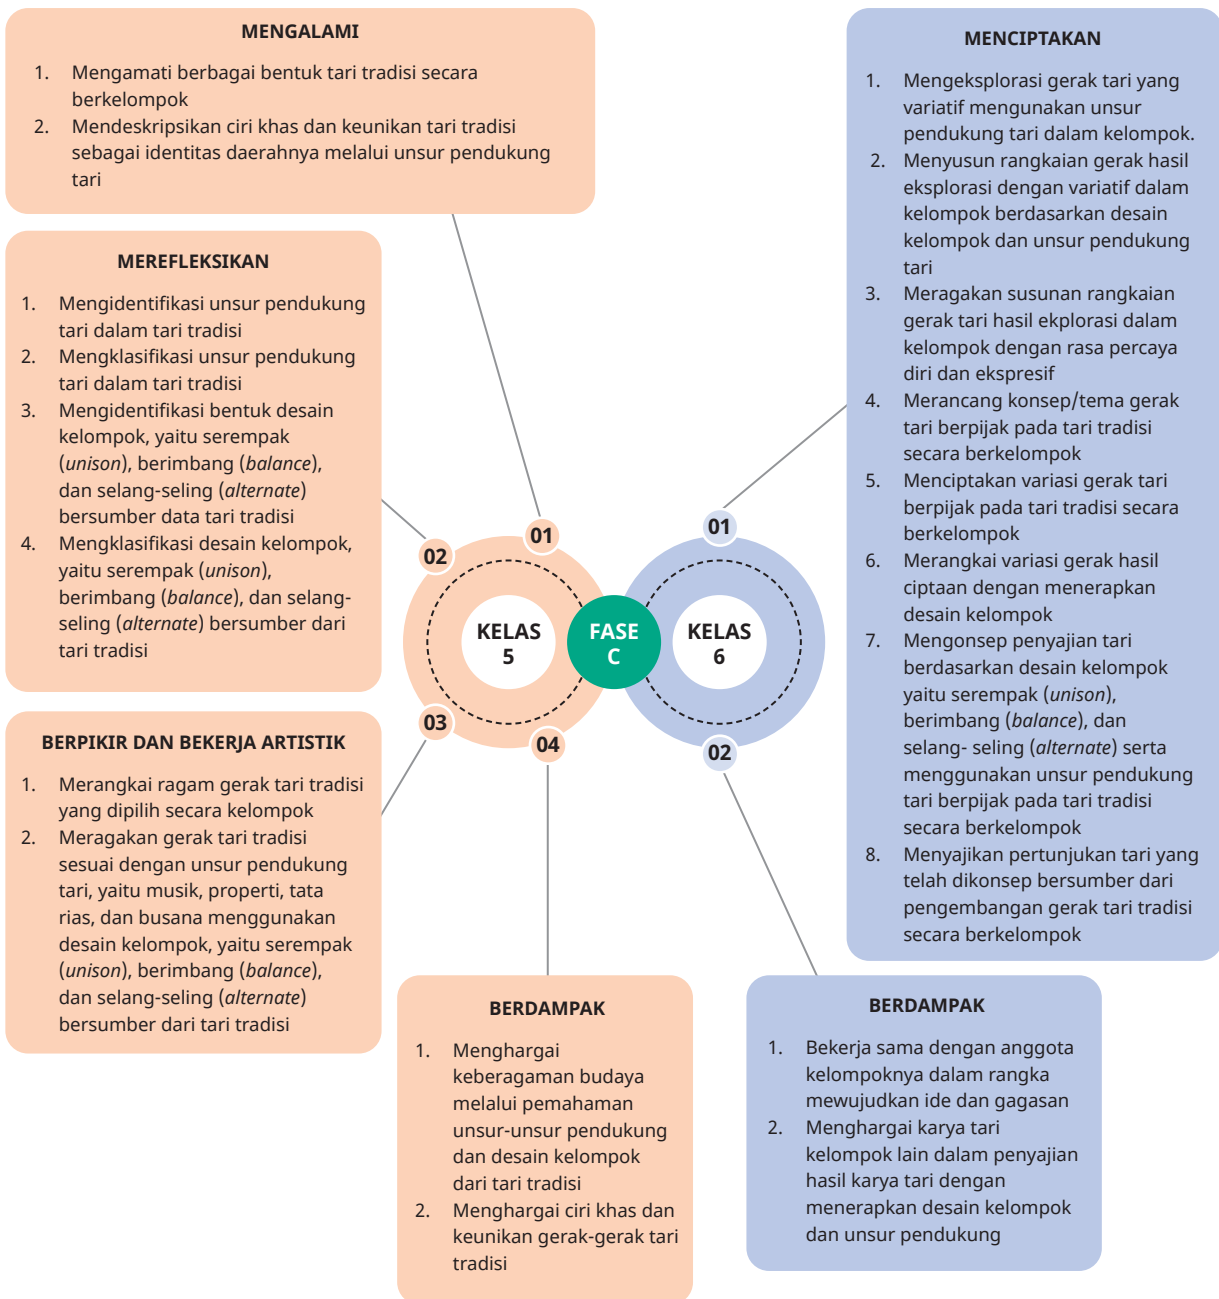 MENGALAMI
1. Mengamati berbagai bentuk tari tradisi secara
berkelompok
2. Mendeskripsikan ciri khas dan keunikan tari tradisi
sebagai identitas daerahnya melalui unsur pendukung
tari
MEREFLEKSIKAN
1. Mengidentifikasi unsur pendukung
tari dalam tari tradisi
2. Mengklasifikasi unsur pendukung
tari dalam tari tradisi
3. Mengidentifikasi bentuk desain
kelompok, yaitu serempak
(unison), berimbang (balance),
dan selang-seling (alternate)
bersumber data tari tradisi
4. Mengklasifikasi desain kelompok,
yaitu serempak (unison),
berimbang (balance), dan selang-
seling (alternate) bersumber dari
tari tradisi
BERPIKIR DAN BEKERJA ARTISTIK
1. Merangkai ragam gerak tari tradisi
yang dipilih secara kelompok
2. Meragakan gerak tari tradisi
sesuai dengan unsur pendukung
tari, yaitu musik, properti, tata
rias, dan busana menggunakan
desain kelompok, yaitu serempak
(unison), berimbang (balance),
dan selang-seling (alternate)
bersumber dari tari tradisi
01
02
03
04
KELAS
5
FASE
C
KELAS
6
01
02
BERDAMPAK
1. Menghargai
keberagaman budaya
melalui pemahaman
unsur-unsur pendukung
dan desain kelompok
dari tari tradisi
2. Menghargai ciri khas dan
keunikan gerak-gerak tari
tradisi
MENCIPTAKAN
1. Mengeksplorasi gerak tari yang
variatif mengunakan unsur
pendukung tari dalam kelompok.
2. Menyusun rangkaian gerak hasil
eksplorasi dengan variatif dalam
kelompok berdasarkan desain
kelompok dan unsur pendukung
tari
3. Meragakan susunan rangkaian
gerak tari hasil ekplorasi dalam
kelompok dengan rasa percaya
diri dan ekspresif
4. Merancang konsep/tema gerak
tari berpijak pada tari tradisi
secara berkelompok
5. Menciptakan variasi gerak tari
berpijak pada tari tradisi secara
berkelompok
6. Merangkai variasi gerak hasil
ciptaan dengan menerapkan
desain kelompok
7. Mengonsep penyajian tari
berdasarkan desain kelompok
yaitu serempak (unison),
berimbang (balance), dan
selang- seling (alternate) serta
menggunakan unsur pendukung
tari berpijak pada tari tradisi
secara berkelompok
8. Menyajikan pertunjukan tari yang
telah dikonsep bersumber dari
pengembangan gerak tari tradisi
secara berkelompok
BERDAMPAK
1. Bekerja sama dengan anggota
kelompoknya dalam rangka
mewujudkan ide dan gagasan
2. Menghargai karya tari
kelompok lain dalam penyajian
hasil karya tari dengan
menerapkan desain kelompok
dan unsur pendukung